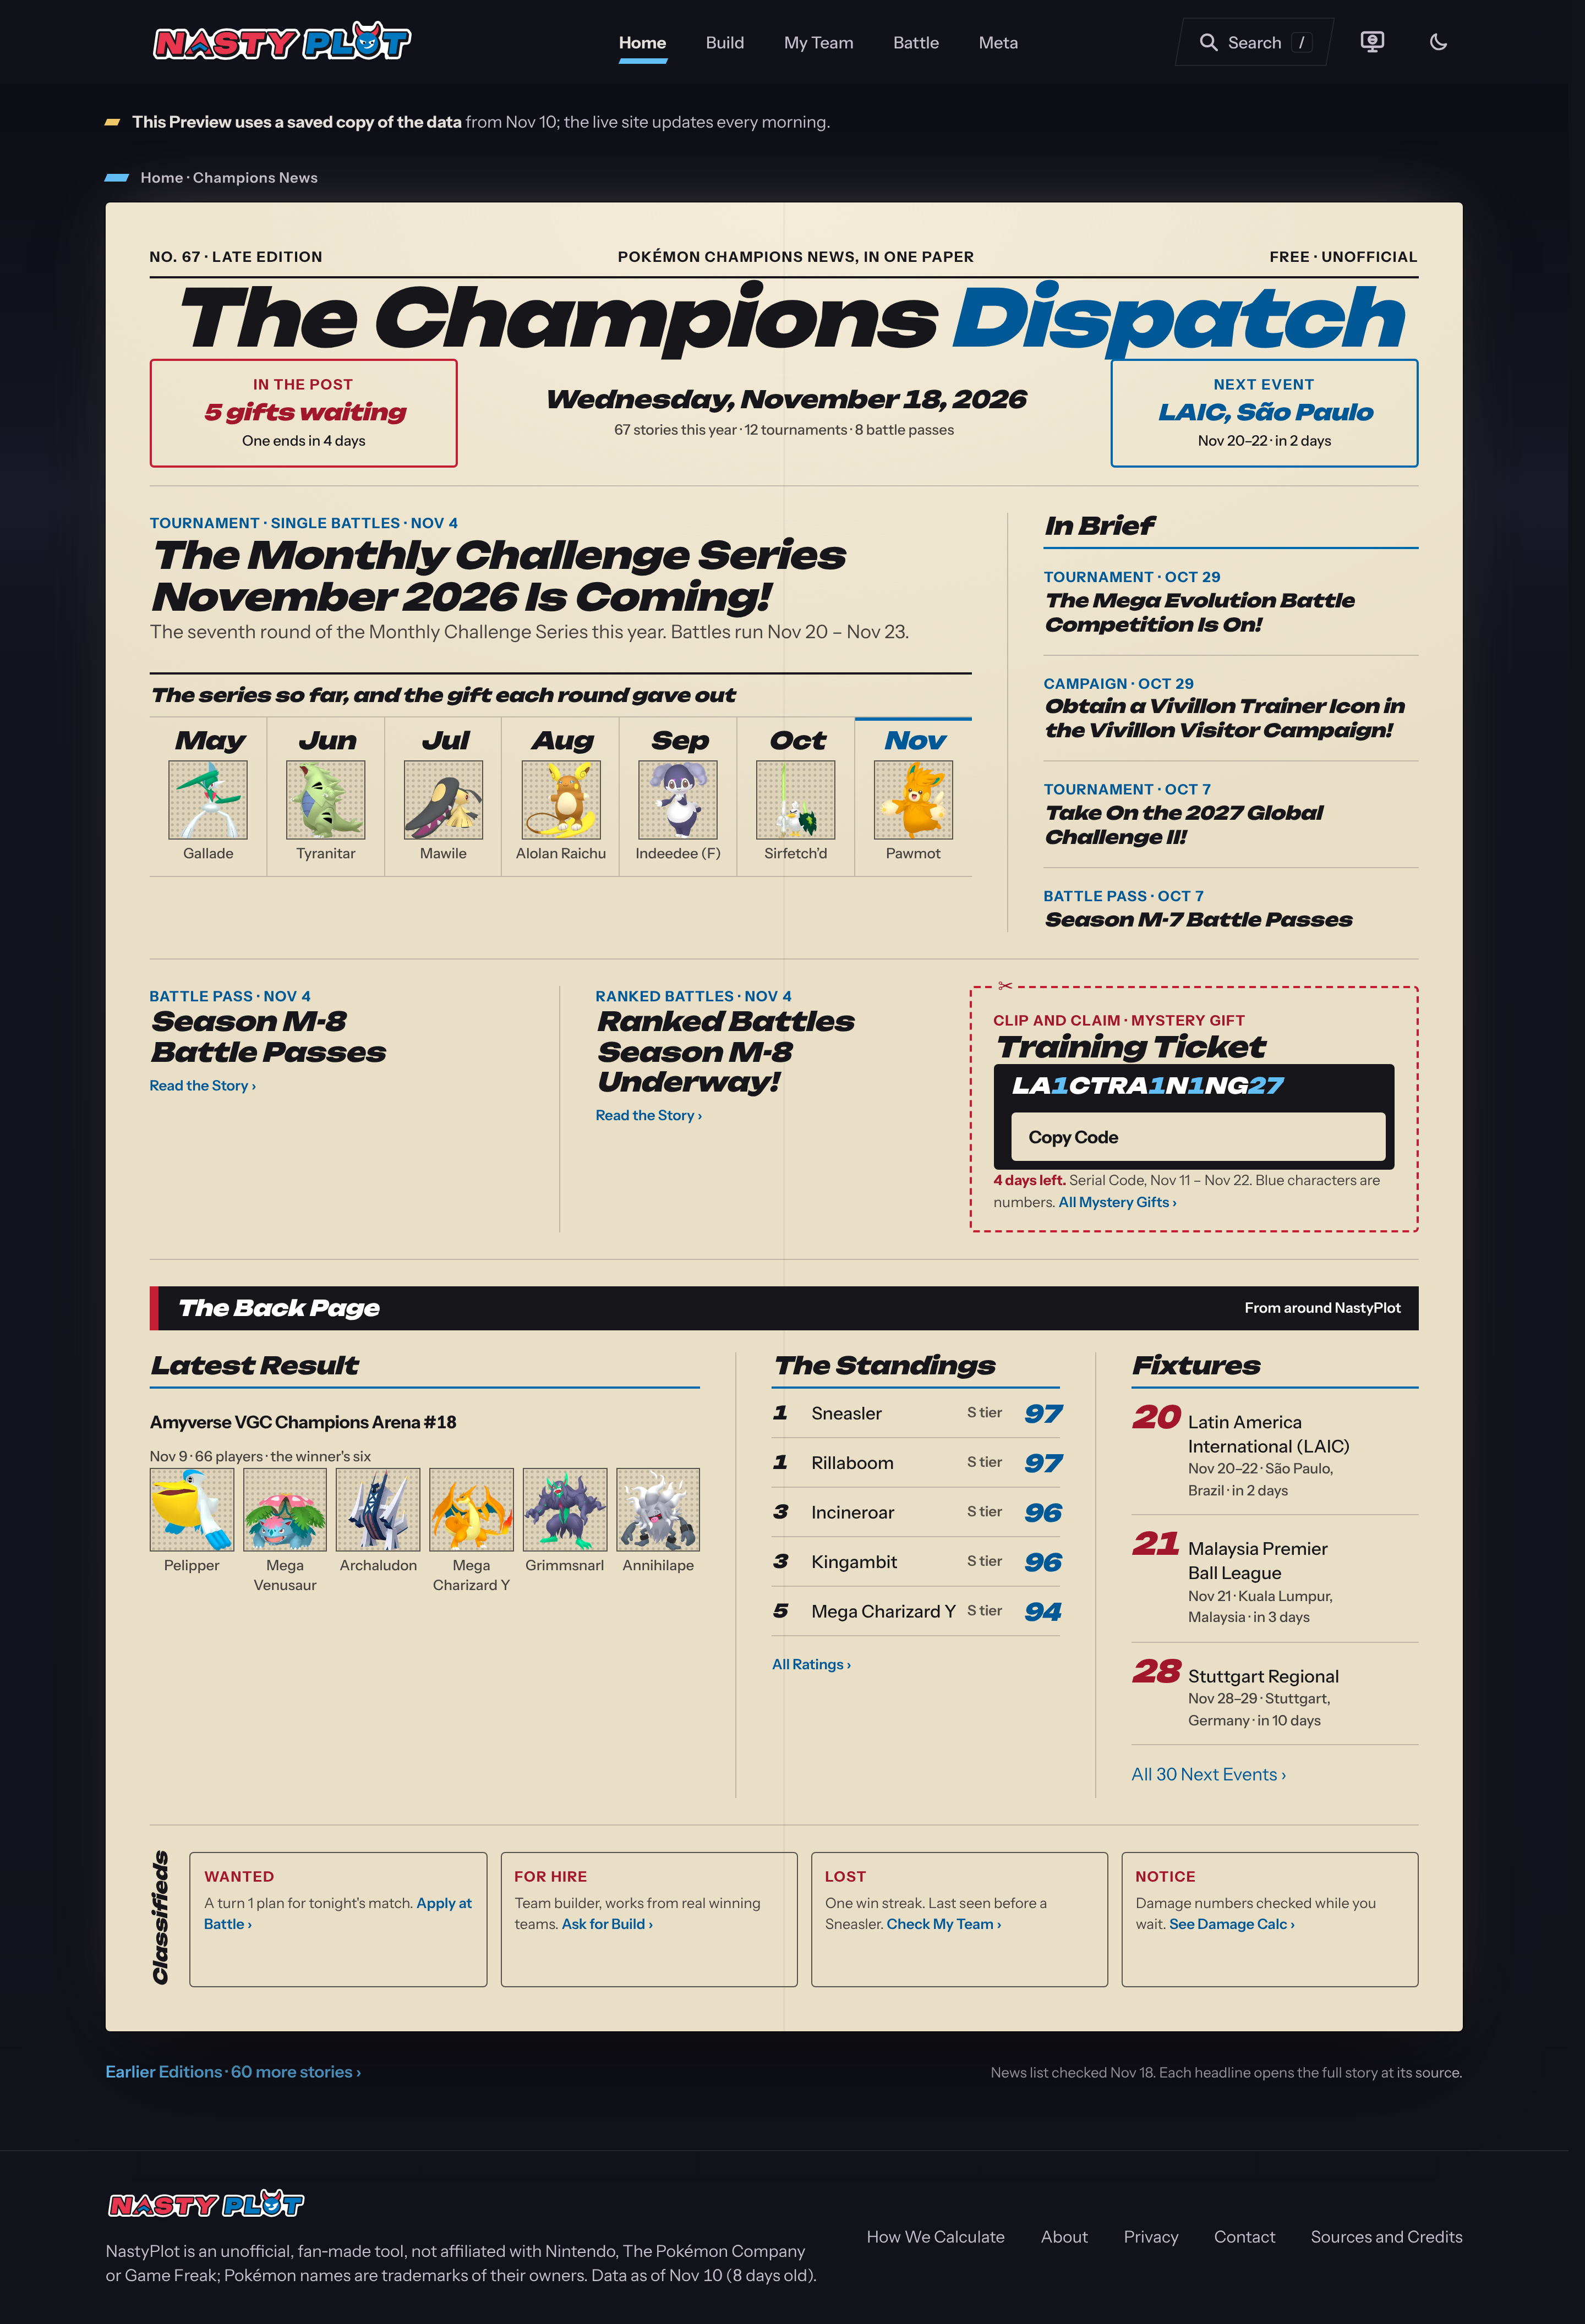 NASTY PLOT
Home
Build
My Team
Battle
Meta
Search /
This Preview uses a saved copy of the data from Nov 10; the live site updates every morning.
Home · Champions News
NO. 67 · LATE EDITION
POKÉMON CHAMPIONS NEWS, IN ONE PAPER
FREE · UNOFFICIAL
The Champions Dispatch
IN THE POST
5 gifts waiting
One ends in 4 days
Wednesday, November 18, 2026
67 stories this year · 12 tournaments · 8 battle passes
NEXT EVENT
LAIC, São Paulo
Nov 20–22 · in 2 days
TOURNAMENT · SINGLE BATTLES · NOV 4
The Monthly Challenge Series
November 2026 Is Coming!
The seventh round of the Monthly Challenge Series this year. Battles run Nov 20 – Nov 23.
The series so far, and the gift each round gave out
May
Jun
Jul
Aug
Sep
Oct
Nov
Gallade
Tyranitar
Mawile
Alolan Raichu
Indeedee (F)
Sirfetch'd
Pawmot
In Brief
TOURNAMENT · OCT 29
The Mega Evolution Battle
Competition Is On!
CAMPAIGN · OCT 29
Obtain a Vivillon Trainer Icon in
the Vivillon Visitor Campaign!
TOURNAMENT · OCT 7
Take On the 2027 Global
Challenge II!
BATTLE PASS · OCT 7
Season M-7 Battle Passes
BATTLE PASS · NOV 4
Season M-8
Battle Passes
Read the Story ›
RANKED BATTLES · NOV 4
Ranked Battles
Season M-8
Underway!
Read the Story ›
CLIP AND CLAIM · MYSTERY GIFT
Training Ticket
LA1CTRA1N1NG27
Copy Code
4 days left. Serial Code, Nov 11 – Nov 22. Blue characters are
numbers. All Mystery Gifts ›
The Back Page
From around NastyPlot
Latest Result
Amyverse VGC Champions Arena #18
Nov 9 · 66 players · the winner's six
Pelipper
Mega
Venusaur
Archaludon
Mega
Charizard Y
Grimmsnarl
Annihilape
The Standings
1 Sneasler S tier 97
1 Rillaboom S tier 97
3 Incineroar S tier 96
3 Kingambit S tier 96
5 Mega Charizard Y S tier 94
All Ratings ›
Fixtures
20 Latin America
International (LAIC)
Nov 20–22 · São Paulo,
Brazil · in 2 days
21 Malaysia Premier
Ball League
Nov 21 · Kuala Lumpur,
Malaysia · in 3 days
28 Stuttgart Regional
Nov 28–29 · Stuttgart,
Germany · in 10 days
All 30 Next Events ›
Classifieds
WANTED
A turn 1 plan for tonight's match. Apply at
Battle ›
FOR HIRE
Team builder, works from real winning
teams. Ask for Build ›
LOST
One win streak. Last seen before a
Sneasler. Check My Team ›
NOTICE
Damage numbers checked while you
wait. See Damage Calc ›
Earlier Editions · 60 more stories ›
News list checked Nov 18. Each headline opens the full story at its source.
NASTY PLOT
NastyPlot is an unofficial, fan-made tool, not affiliated with Nintendo, The Pokémon Company
or Game Freak; Pokémon names are trademarks of their owners. Data as of Nov 10 (8 days old).
How We Calculate
About
Privacy
Contact
Sources and Credits